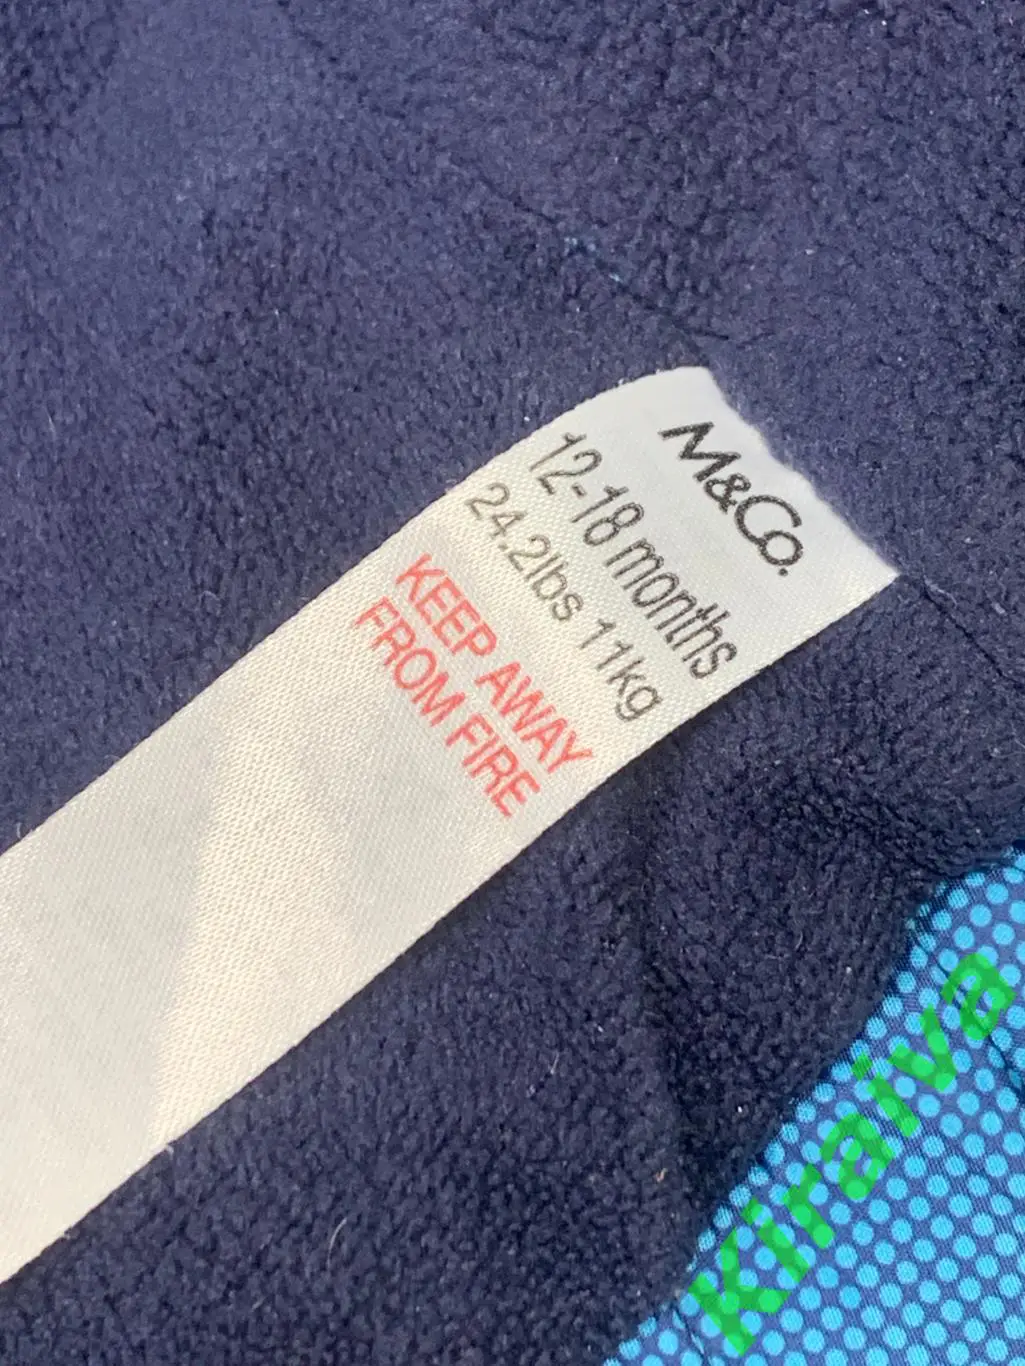 M&Co.
12-18 months
24.2lbs 11kg
KEEP AWAY
FROM FIRE
Kiraiva